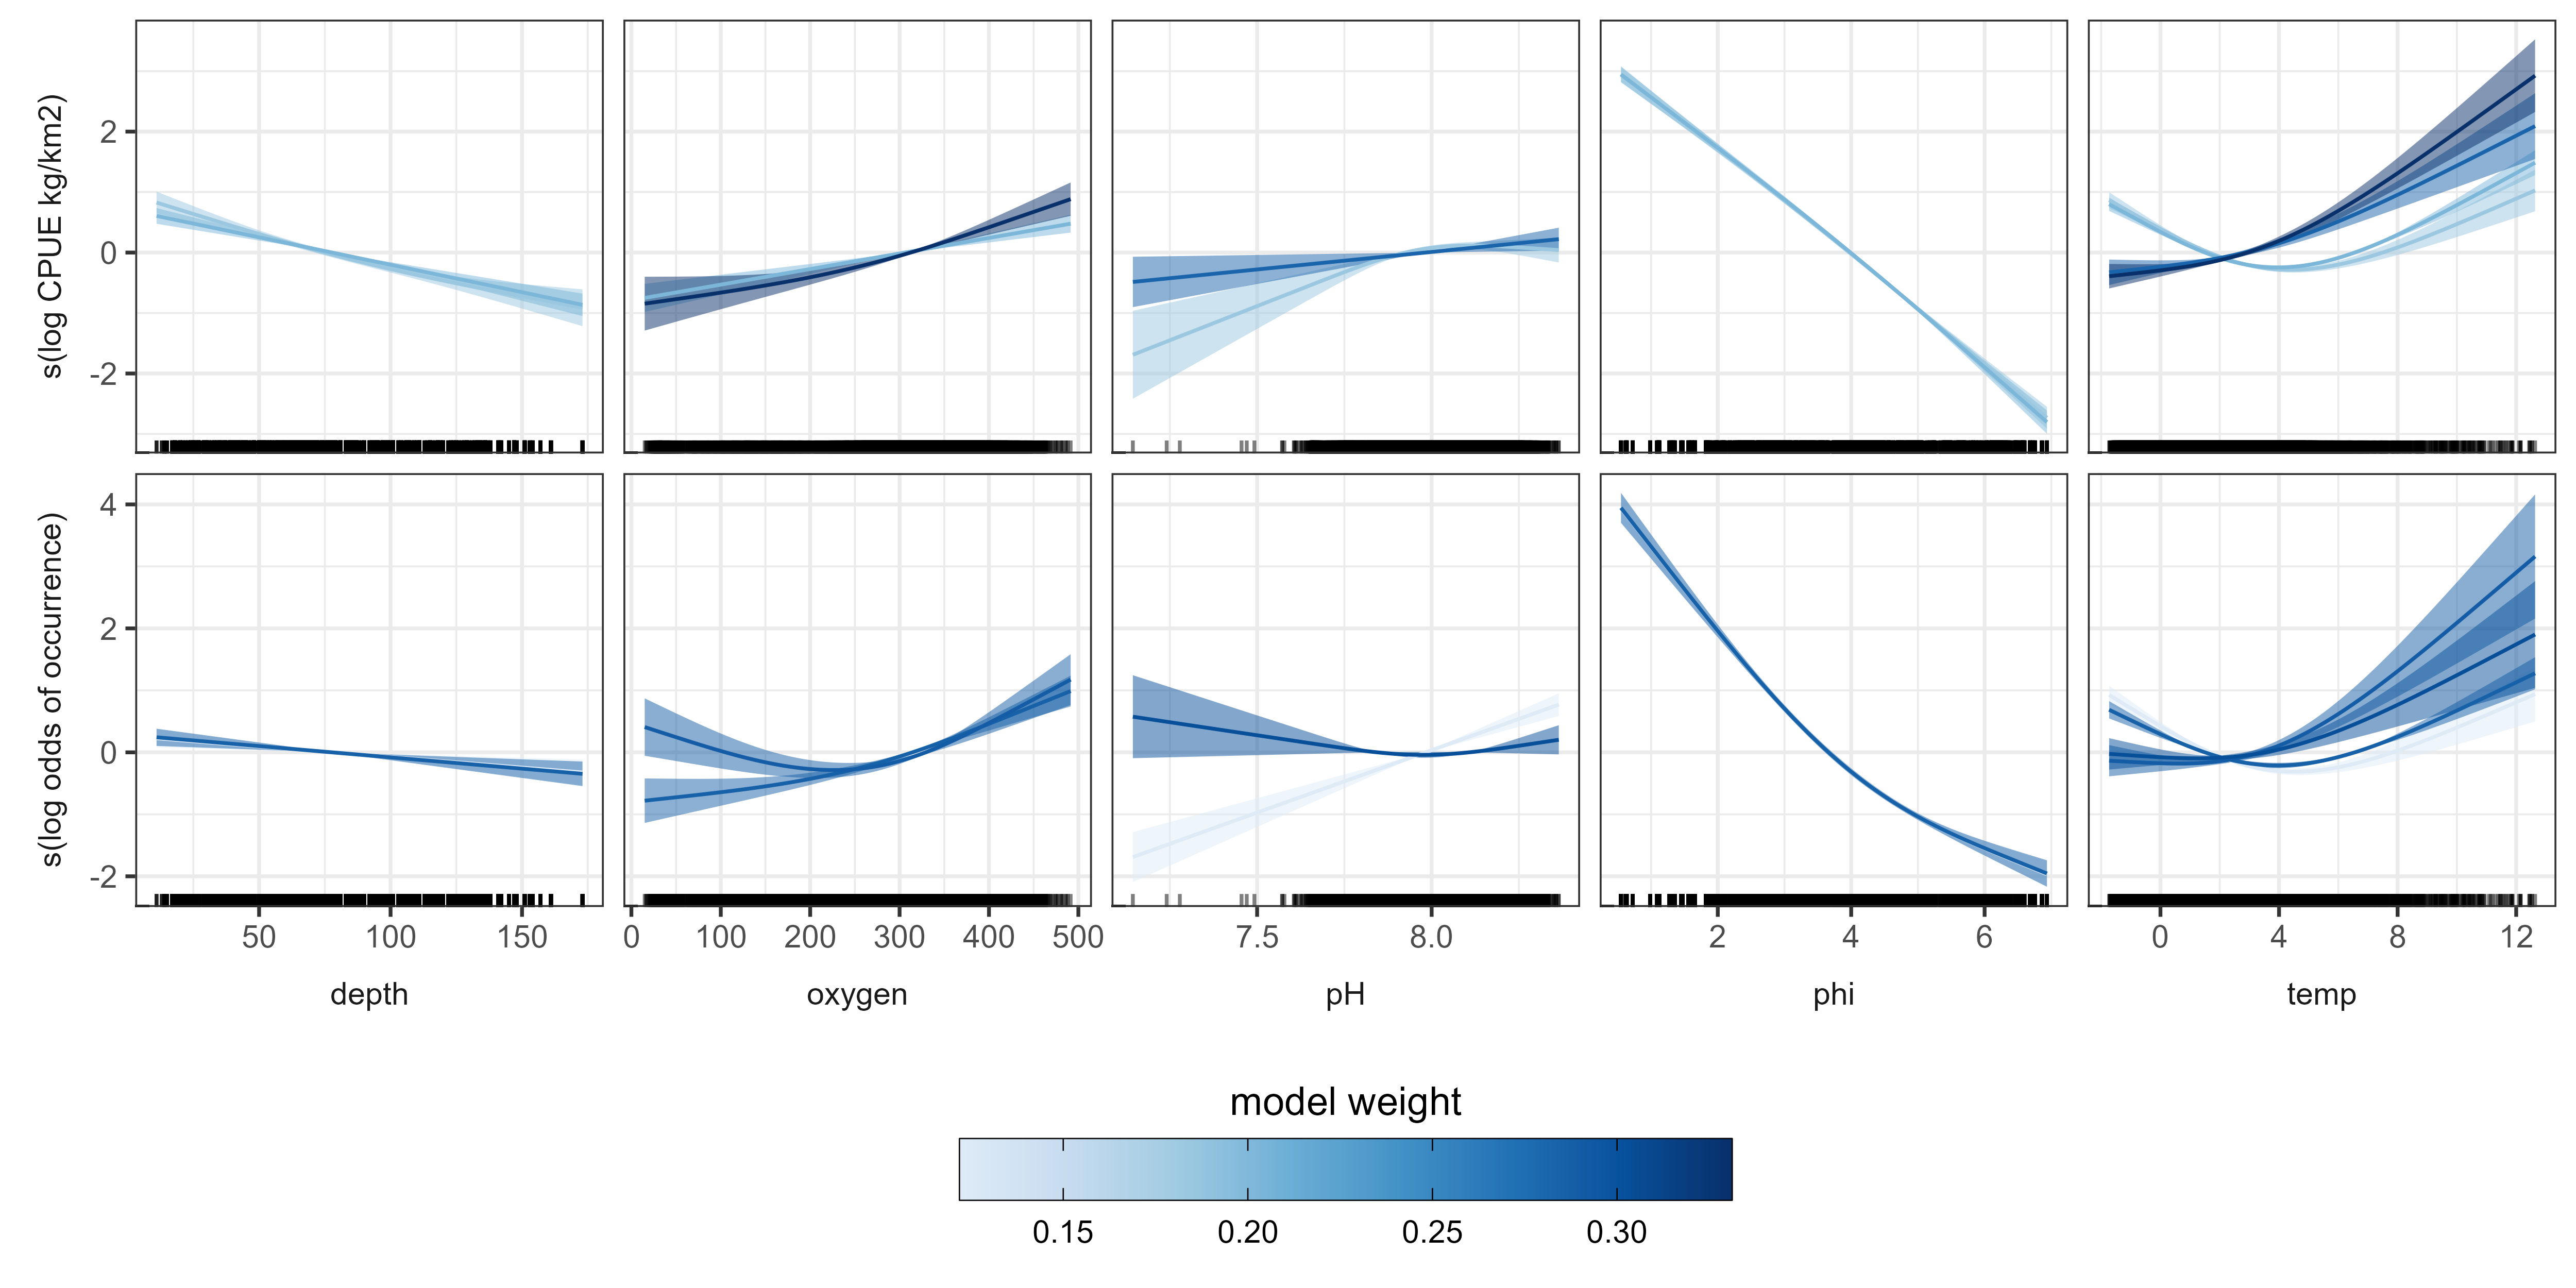 s(log CPUE kg/km2)
2
0
-2
s(log odds of occurrence)
4
2
0
-2
50 100 150
0 100 200 300 400 500
7.5 8.0
2 4 6
0 4 8 12
depth oxygen pH phi temp
model weight
0.15 0.20 0.25 0.30